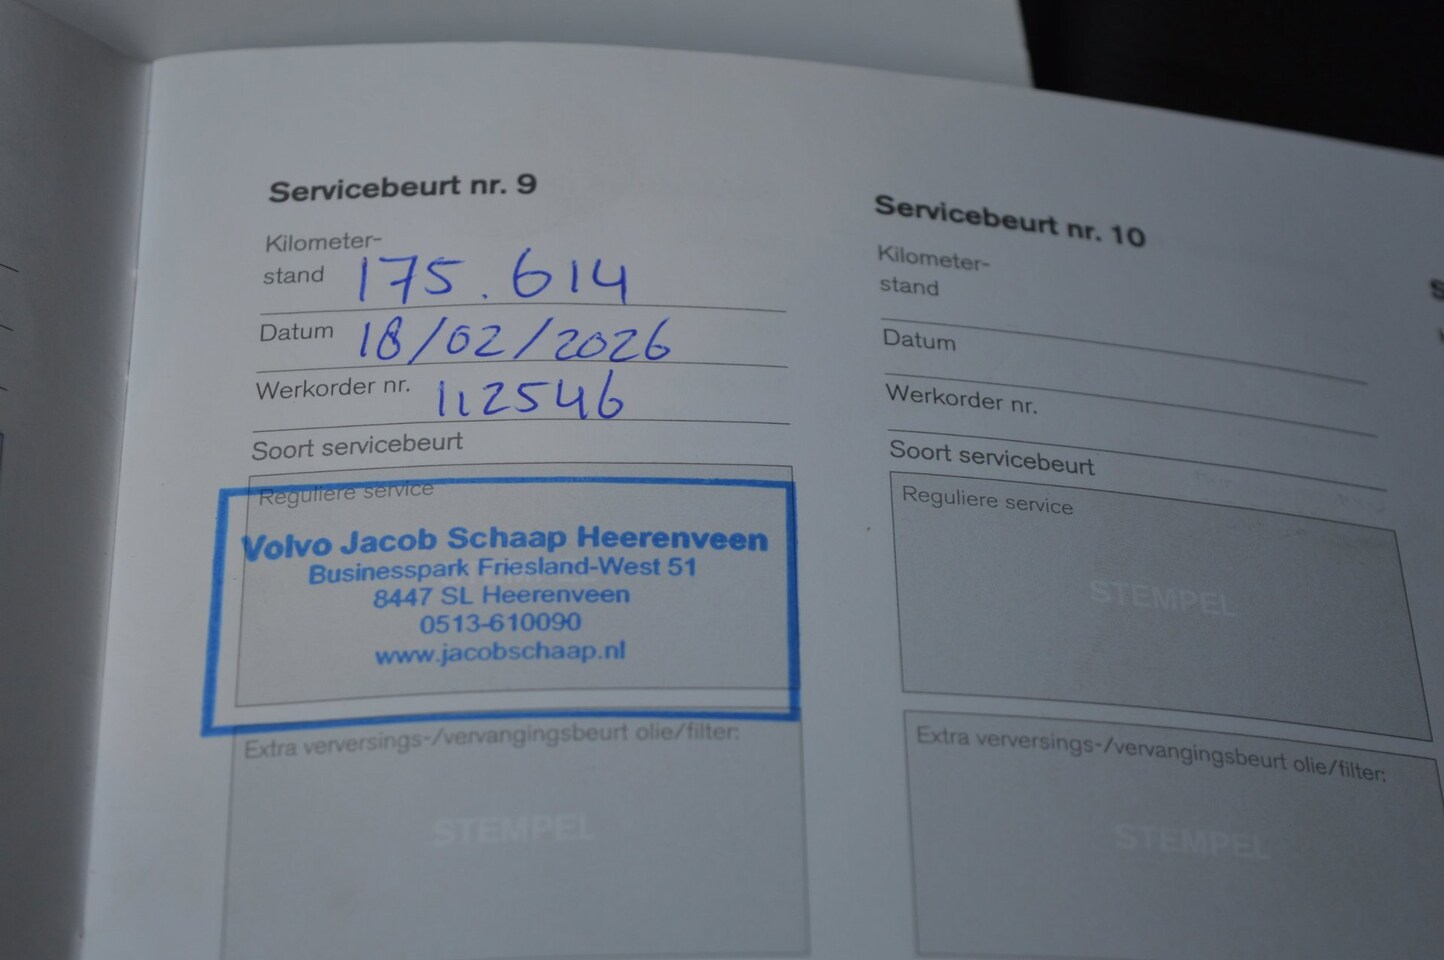 Servicebeurt nr. 9
Kilometer-
stand 175.614
Datum 18/02/2026
Werkorder nr. 112546
Soort servicebeurt
Reguliere service
Volvo Jacob Schaap Heerenveen
Businesspark Friesland-West 51
8447 SL Heerenveen
0513-610090
www.jacobschaap.nl
Extra verversings-/vervangingsbeurt olie/filter:
STEMPEL
Servicebeurt nr. 10
Kilometer-
stand
Datum
Werkorder nr.
Soort servicebeurt
Reguliere service
STEMPEL
Extra verversings-/vervangingsbeurt olie/filter:
STEMPEL